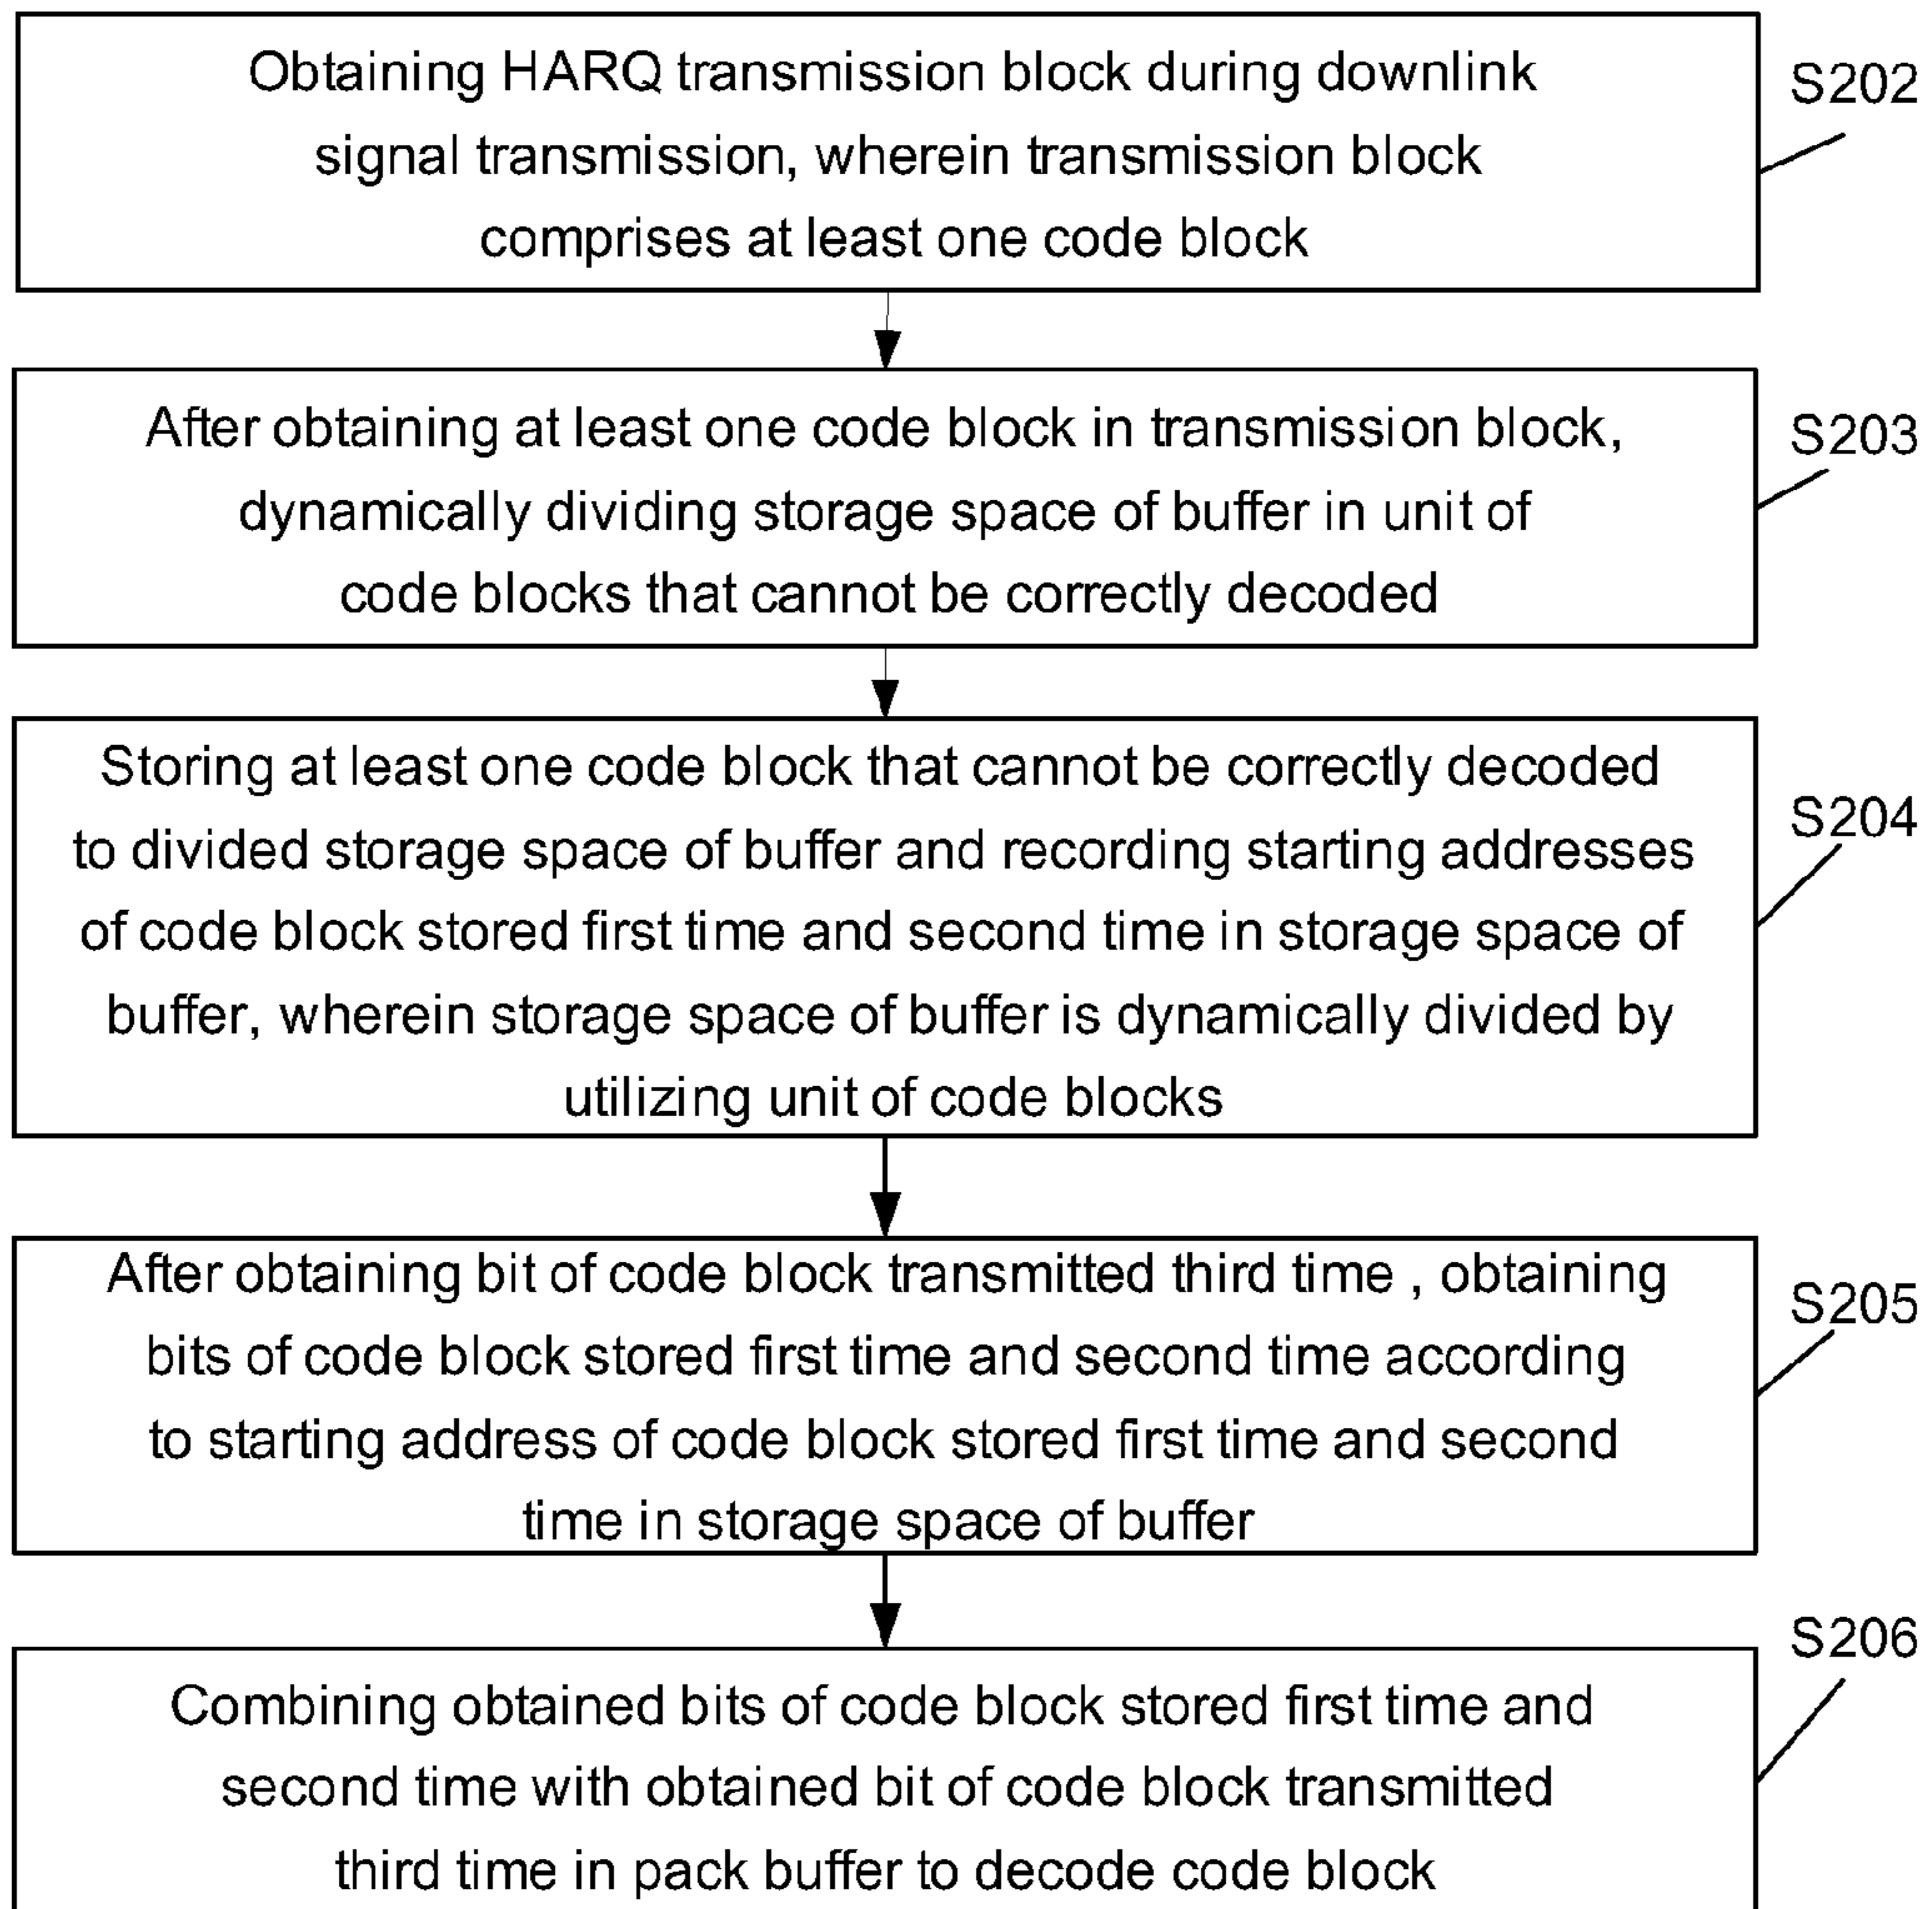 Obtaining HARQ transmission block during downlink
signal transmission, wherein transmission block
comprises at least one code block
S202
After obtaining at least one code block in transmission block,
dynamically dividing storage space of buffer in unit of
code blocks that cannot be correctly decoded
S203
Storing at least one code block that cannot be correctly decoded
to divided storage space of buffer and recording starting addresses
of code block stored first time and second time in storage space of
buffer, wherein storage space of buffer is dynamically divided by
utilizing unit of code blocks
S204
After obtaining bit of code block transmitted third time , obtaining
bits of code block stored first time and second time according
to starting address of code block stored first time and second
time in storage space of buffer
S205
Combining obtained bits of code block stored first time and
second time with obtained bit of code block transmitted
third time in pack buffer to decode code block
S206